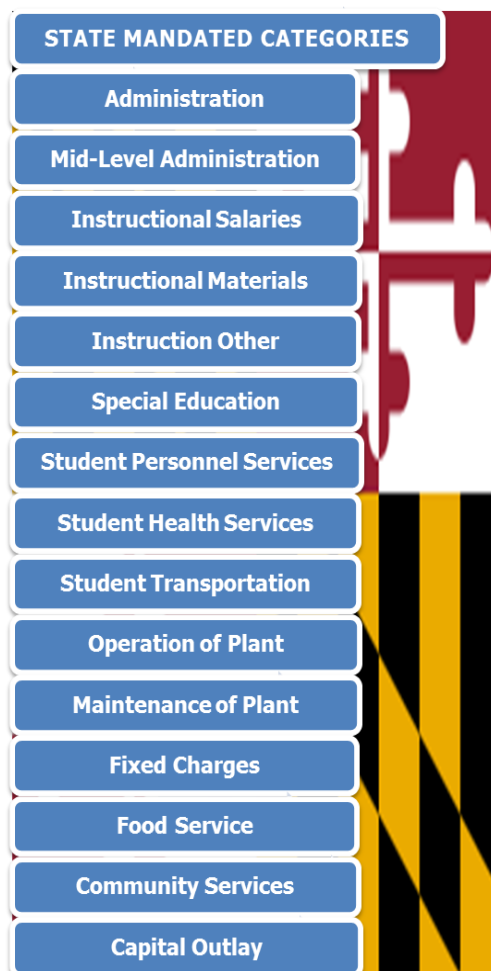 STATE MANDATED CATEGORIES
Administration
Mid-Level Administration
Instructional Salaries
Instructional Materials
Instruction Other
Special Education
Student Personnel Services
Student Health Services
Student Transportation
Operation of Plant
Maintenance of Plant
Fixed Charges
Food Service
Community Services
Capital Outlay